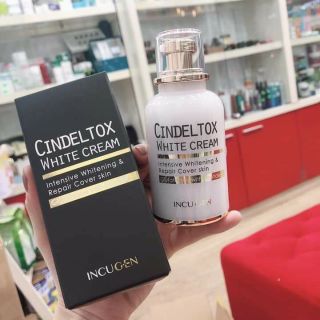 CINDELTOX
WHITE CREAM
Intensive Whitening &
Repair Cover skin
INCUGEN
CINDELTOX
WHITE CREAM
Intensive Whitening &
Repair Cover skin
INCUGEN